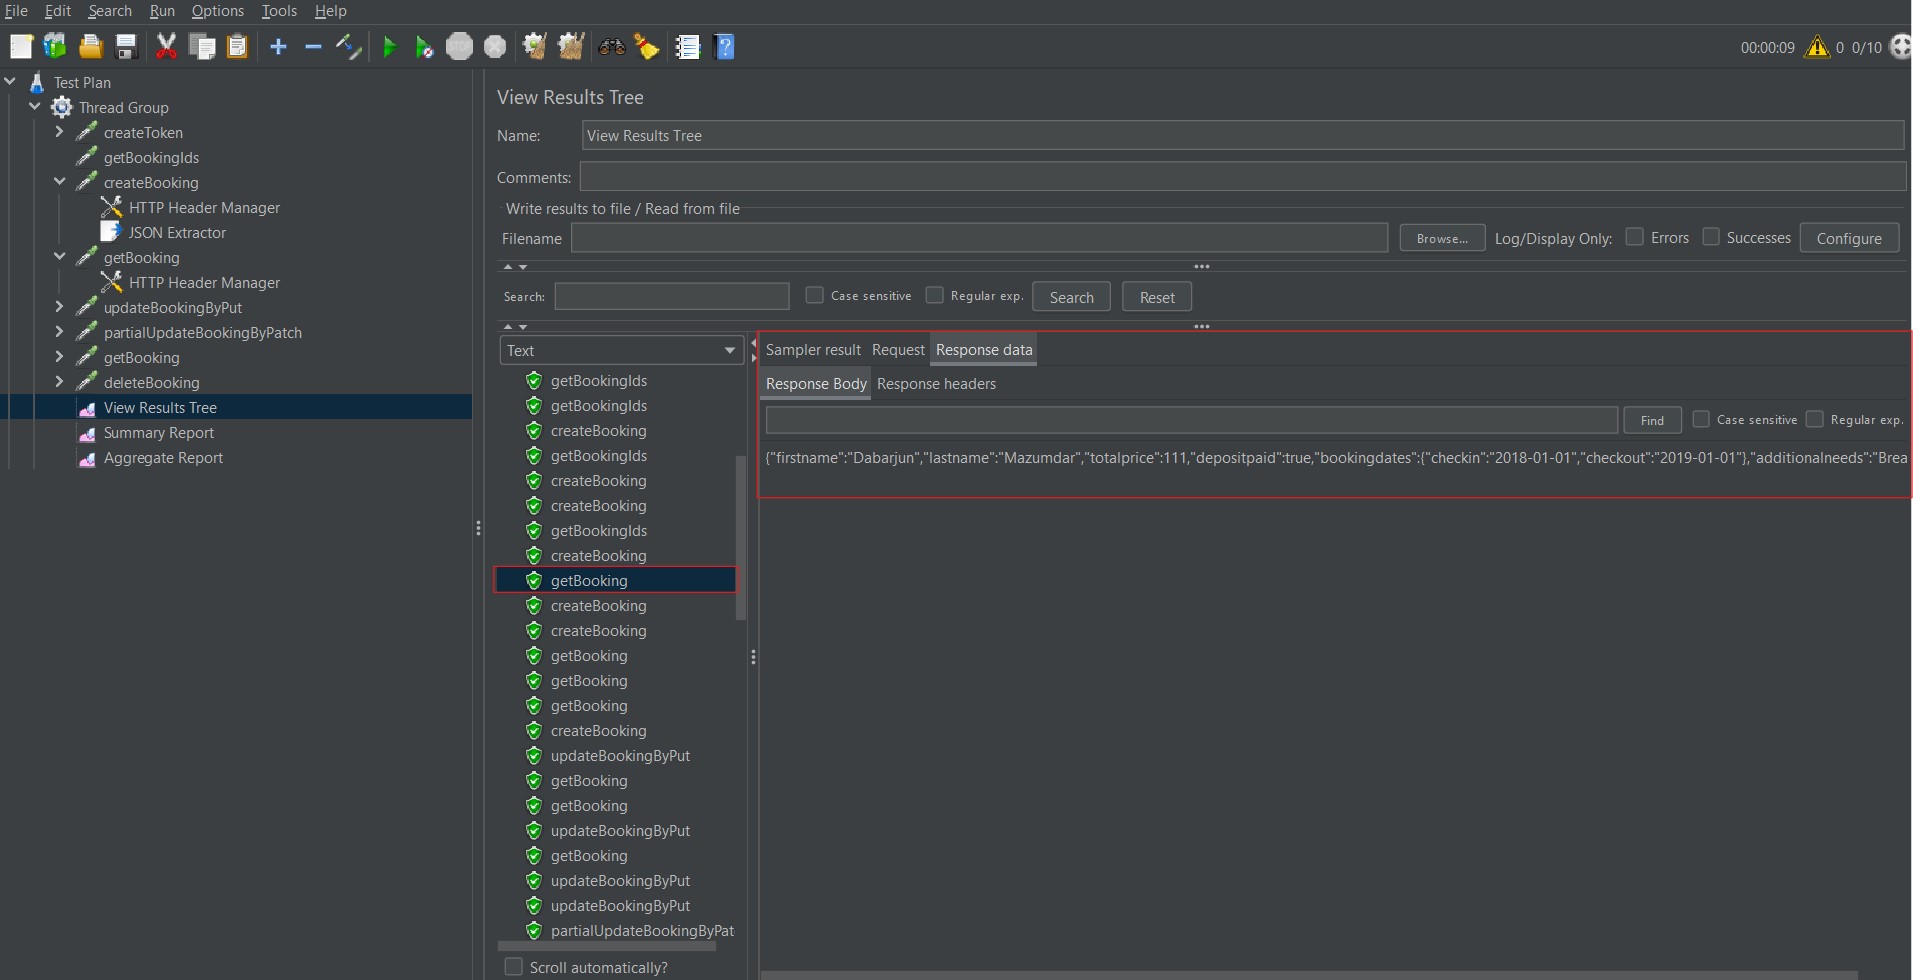 File Edit Search Run Options Tools Help
STOP
00:00:09 0 0/10
Test Plan
Thread Group
createToken
getBookingIds
createBooking
HTTP Header Manager
JSON Extractor
getBooking
HTTP Header Manager
updateBookingByPut
partialUpdateBookingByPatch
getBooking
deleteBooking
View Results Tree
Summary Report
Aggregate Report
View Results Tree
Name: View Results Tree
Comments:
Write results to file / Read from file
Filename Browse... Log/Display Only: Errors Successes Configure
Search: Case sensitive Regular exp. Search Reset
Text
getBookingIds
getBookingIds
createBooking
getBookingIds
createBooking
createBooking
getBookingIds
createBooking
getBooking
createBooking
createBooking
getBooking
getBooking
getBooking
createBooking
updateBookingByPut
getBooking
getBooking
updateBookingByPut
getBooking
updateBookingByPut
updateBookingByPut
partialUpdateBookingByPat
Scroll automatically?
Sampler result Request Response data
Response Body Response headers
Find Case sensitive Regular exp.
{"firstname":"Dabarjun","lastname":"Mazumdar","totalprice":111,"depositpaid":true,"bookingdates":{"checkin":"2018-01-01","checkout":"2019-01-01"},"additionalneeds":"Brea